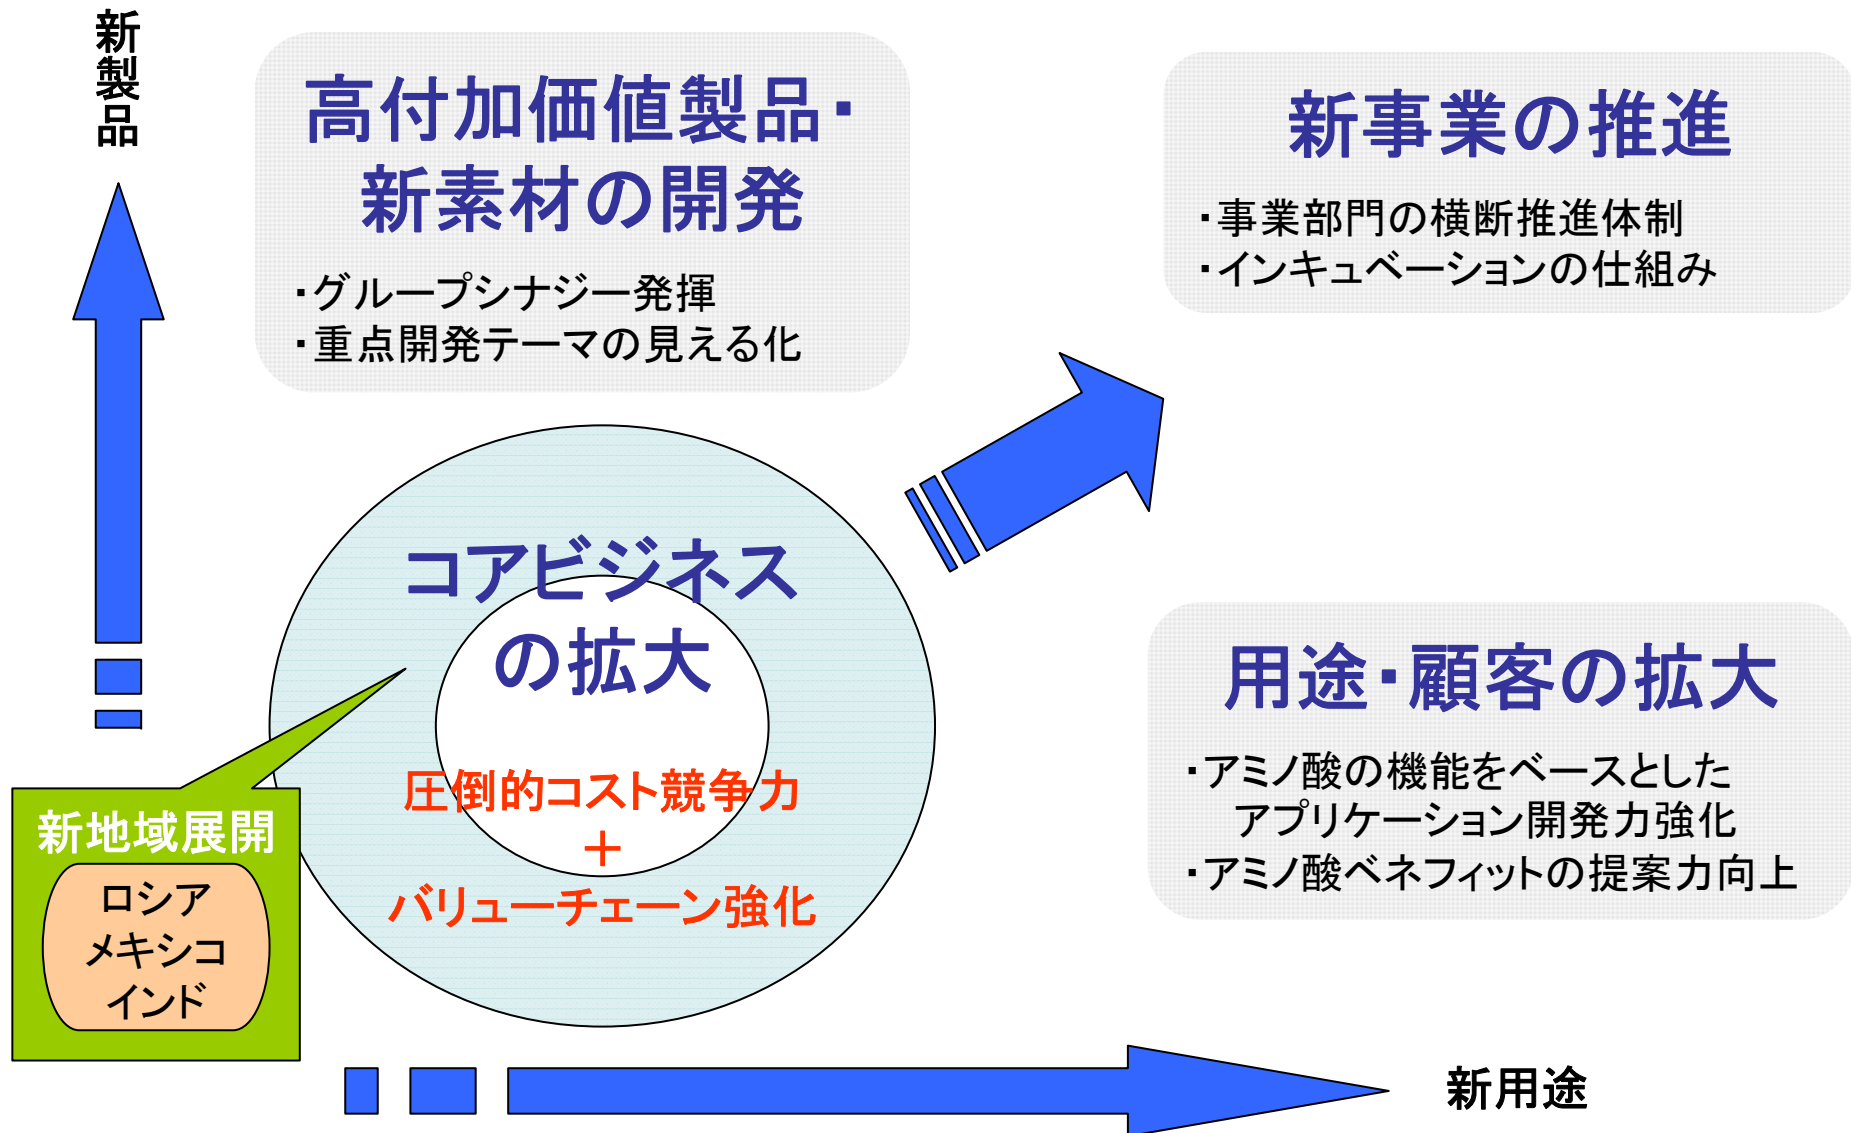 新製品
高付加価値製品・
新素材の開発
・グループシナジー発揮
・重点開発テーマの見える化
新事業の推進
・事業部門の横断推進体制
・インキュベーションの仕組み
コアビジネス
の拡大
圧倒的コスト競争力
＋
バリューチェーン強化
新地域展開
ロシア
メキシコ
インド
用途・顧客の拡大
・アミノ酸の機能をベースとした
アプリケーション開発力強化
・アミノ酸ベネフィットの提案力向上
新用途